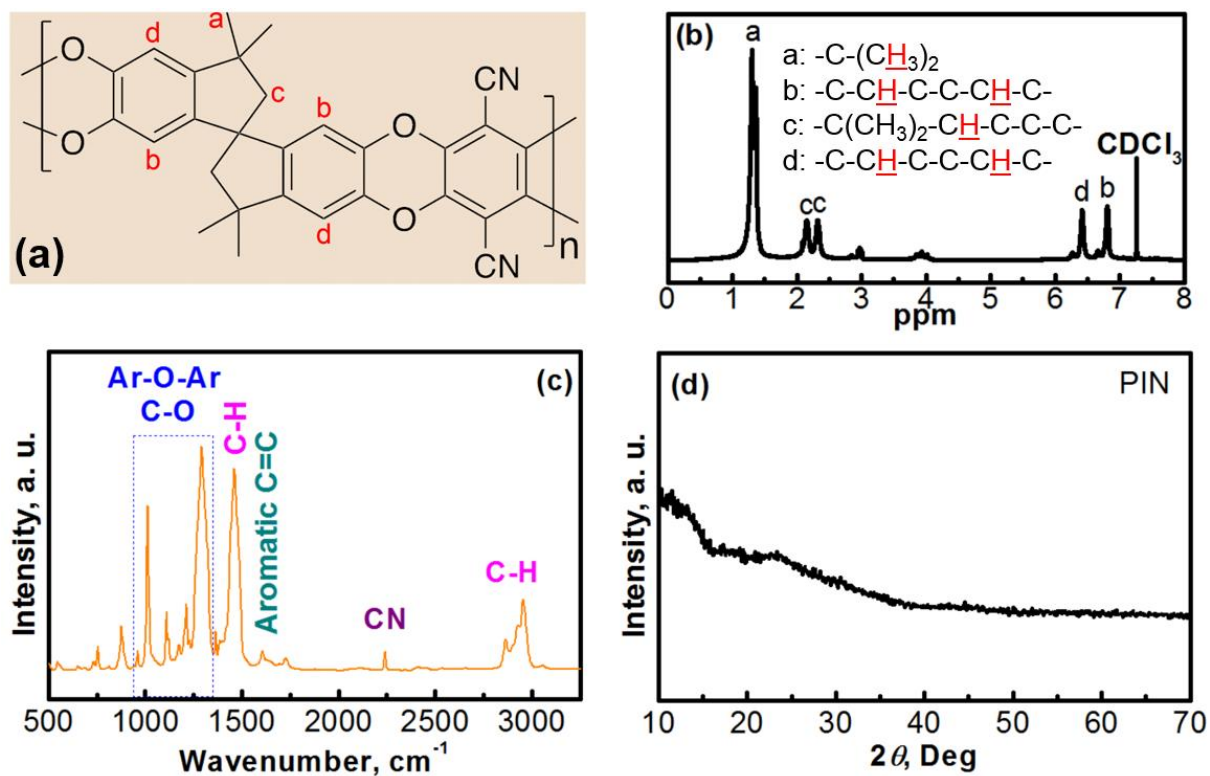 a
d
O
CN
c
b
O
O
b
O
d
CN
n
(a)
(b)
a
a: -C-(CH₃)₂
b: -C-CH-C-C-CH-C-
c: -C(CH₃)₂-CH-C-C-C-
d: -C-CH-C-C-CH-C-
CDCl₃
cc
d b
0 1 2 3 4 5 6 7 8
ppm
(c)
Ar-O-Ar
C-O
C-H
Aromatic C=C
CN
C-H
Intensity, a. u.
500 1000 1500 2000 2500 3000
Wavenumber, cm⁻¹
(d)
PIN
Intensity, a. u.
10 20 30 40 50 60 70
2θ, Deg